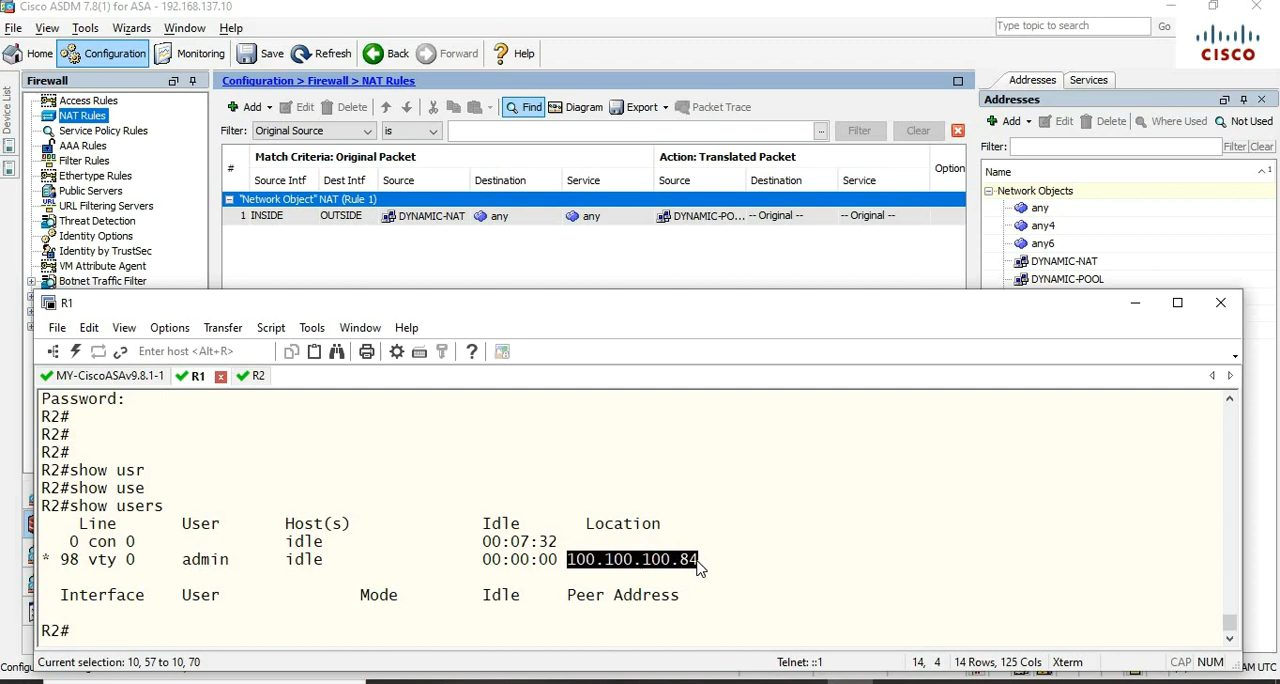 Cisco ASDM 7.8(1) for ASA - 192.168.137.10
File View Tools Wizards Window Help
Type topic to search Go
CISCO
Home Configuration Monitoring Save Refresh Back Forward Help
Device List
Firewall
Access Rules
NAT Rules
Service Policy Rules
AAA Rules
Filter Rules
Ethertype Rules
Public Servers
URL Filtering Servers
Threat Detection
Identity Options
Identity by TrustSec
VM Attribute Agent
Botnet Traffic Filter
Configuration > Firewall > NAT Rules
Add Edit Delete Find Diagram Export Packet Trace
Filter: Original Source is ... Filter Clear
# Match Criteria: Original Packet Action: Translated Packet Option
Source Intf Dest Intf Source Destination Service Source Destination Service
"Network Object" NAT (Rule 1)
1 INSIDE OUTSIDE DYNAMIC-NAT any any DYNAMIC-PO... -- Original -- -- Original --
Addresses Services
Addresses
Add Edit Delete Where Used Not Used
Filter: Filter Clear
Name 1
Network Objects
any
any4
any6
DYNAMIC-NAT
DYNAMIC-POOL
R1
File Edit View Options Transfer Script Tools Window Help
Enter host <Alt+R>
MY-CiscoASAv9.8.1-1 R1 R2
Password:
R2#
R2#
R2#
R2#show usr
R2#show use
R2#show users
Line User Host(s) Idle Location
0 con 0 idle 00:07:32
* 98 vty 0 admin idle 00:00:00 100.100.100.84
Interface User Mode Idle Peer Address
R2#
Current selection: 10, 57 to 10, 70 Telnet: ::1 14, 4 14 Rows, 125 Cols Xterm CAP NUM
AM UTC